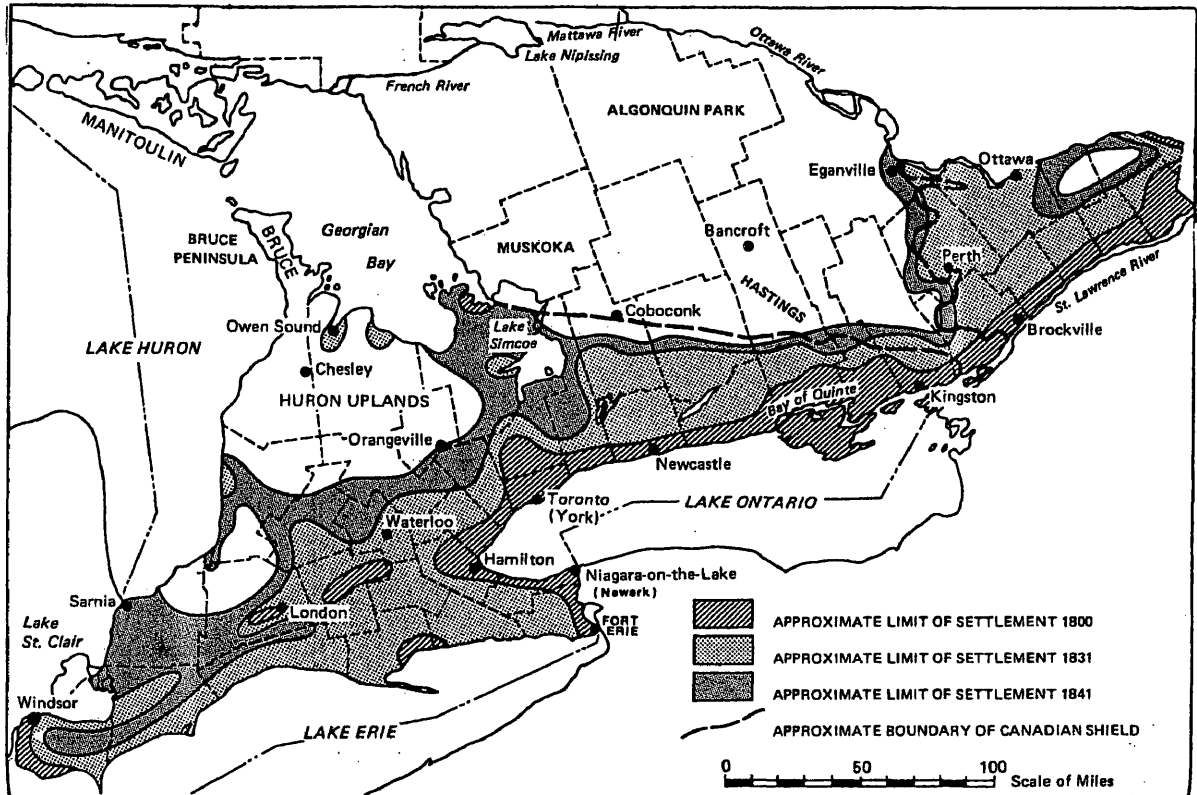 Mattawa River
Lake Nipissing
Ottawa River
French River
ALGONQUIN PARK
MANITOULIN
Eganville
Ottawa
BRUCE
PENINSULA
BRUCE
Georgian
Bay
MUSKOKA
Bancroft
HASTINGS
Perth
St. Lawrence River
Owen Sound
Lake
Simcoe
Coboconk
Brockville
LAKE HURON
Chesley
HURON UPLANDS
Bay of Quinte
Kingston
Orangeville
Newcastle
Toronto
(York)
LAKE ONTARIO
Waterloo
Hamilton
Niagara-on-the-Lake
(Newark)
Sarnia
London
FORT
ERIE
Lake
St. Clair
Windsor
LAKE ERIE
APPROXIMATE LIMIT OF SETTLEMENT 1800
APPROXIMATE LIMIT OF SETTLEMENT 1831
APPROXIMATE LIMIT OF SETTLEMENT 1841
APPROXIMATE BOUNDARY OF CANADIAN SHIELD
0 50 100
Scale of Miles